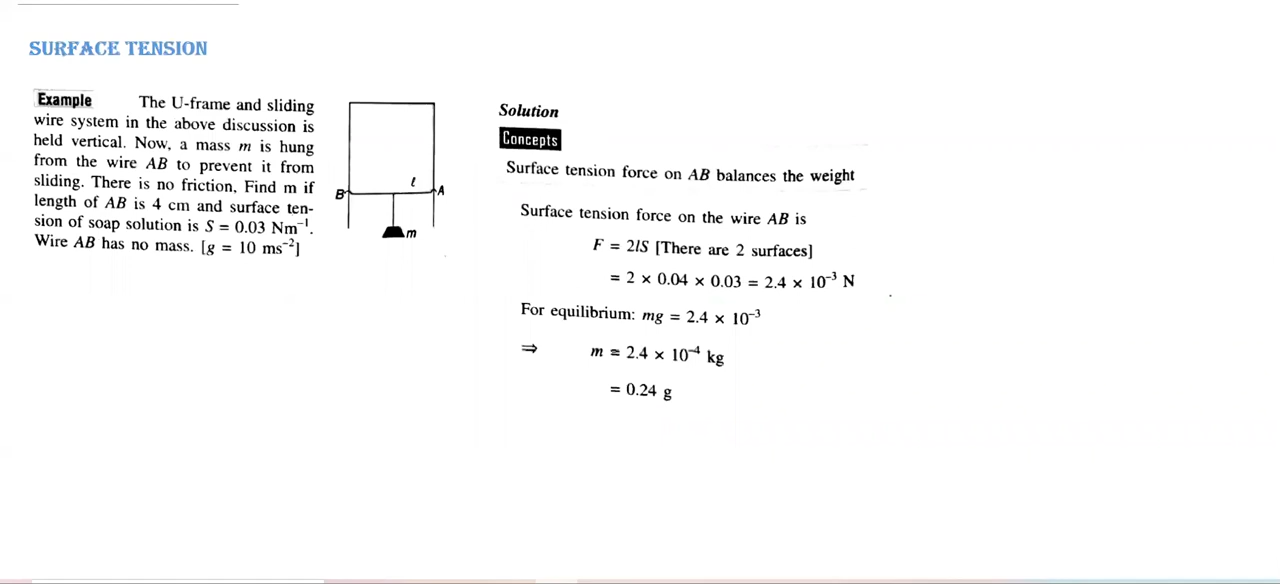 SURFACE TENSION
Example The U-frame and sliding
wire system in the above discussion is
held vertical. Now, a mass m is hung
from the wire AB to prevent it from
sliding. There is no friction, Find m if
length of AB is 4 cm and surface ten-
sion of soap solution is S = 0.03 Nm⁻¹.
Wire AB has no mass. [g = 10 ms⁻²]
l
B
A
m
Solution
Concepts
Surface tension force on AB balances the weight
Surface tension force on the wire AB is
F = 2lS [There are 2 surfaces]
= 2 × 0.04 × 0.03 = 2.4 × 10⁻³ N
For equilibrium: mg = 2.4 × 10⁻³
⇒ m = 2.4 × 10⁻⁴ kg
= 0.24 g